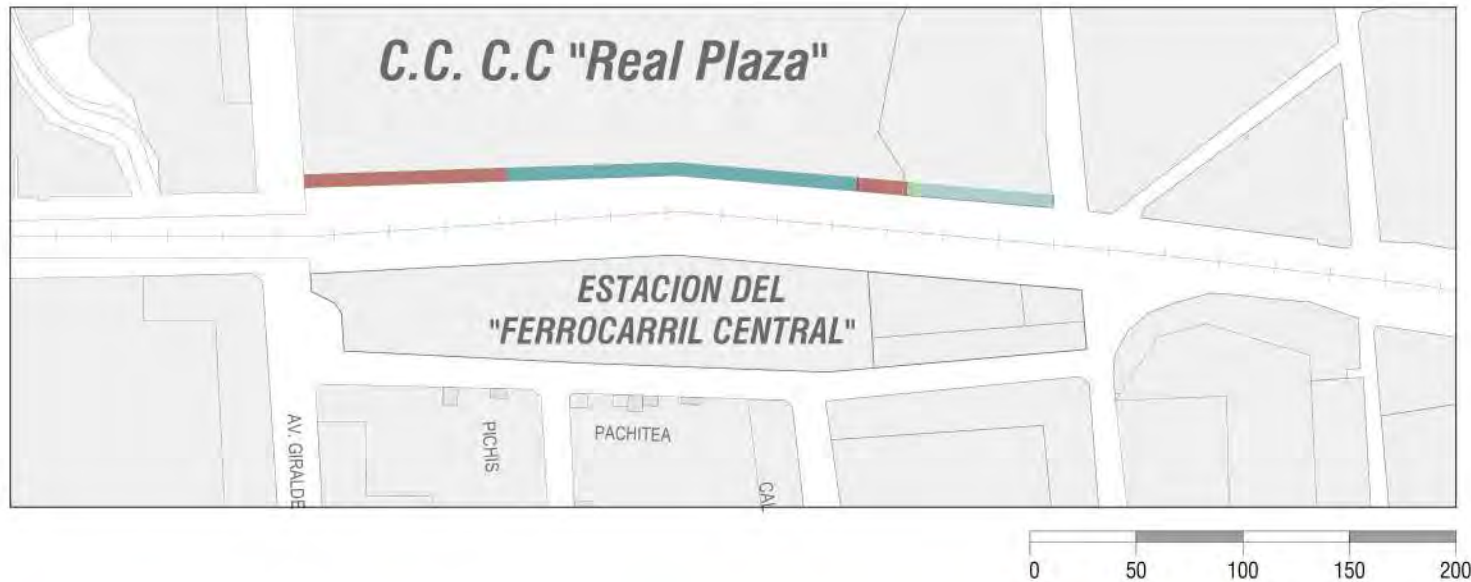 C.C. C.C "Real Plaza"
ESTACION DEL
"FERROCARRIL CENTRAL"
AV. GIRALDE
PICHIS
PACHITEA
CAL
0 50 100 150 200